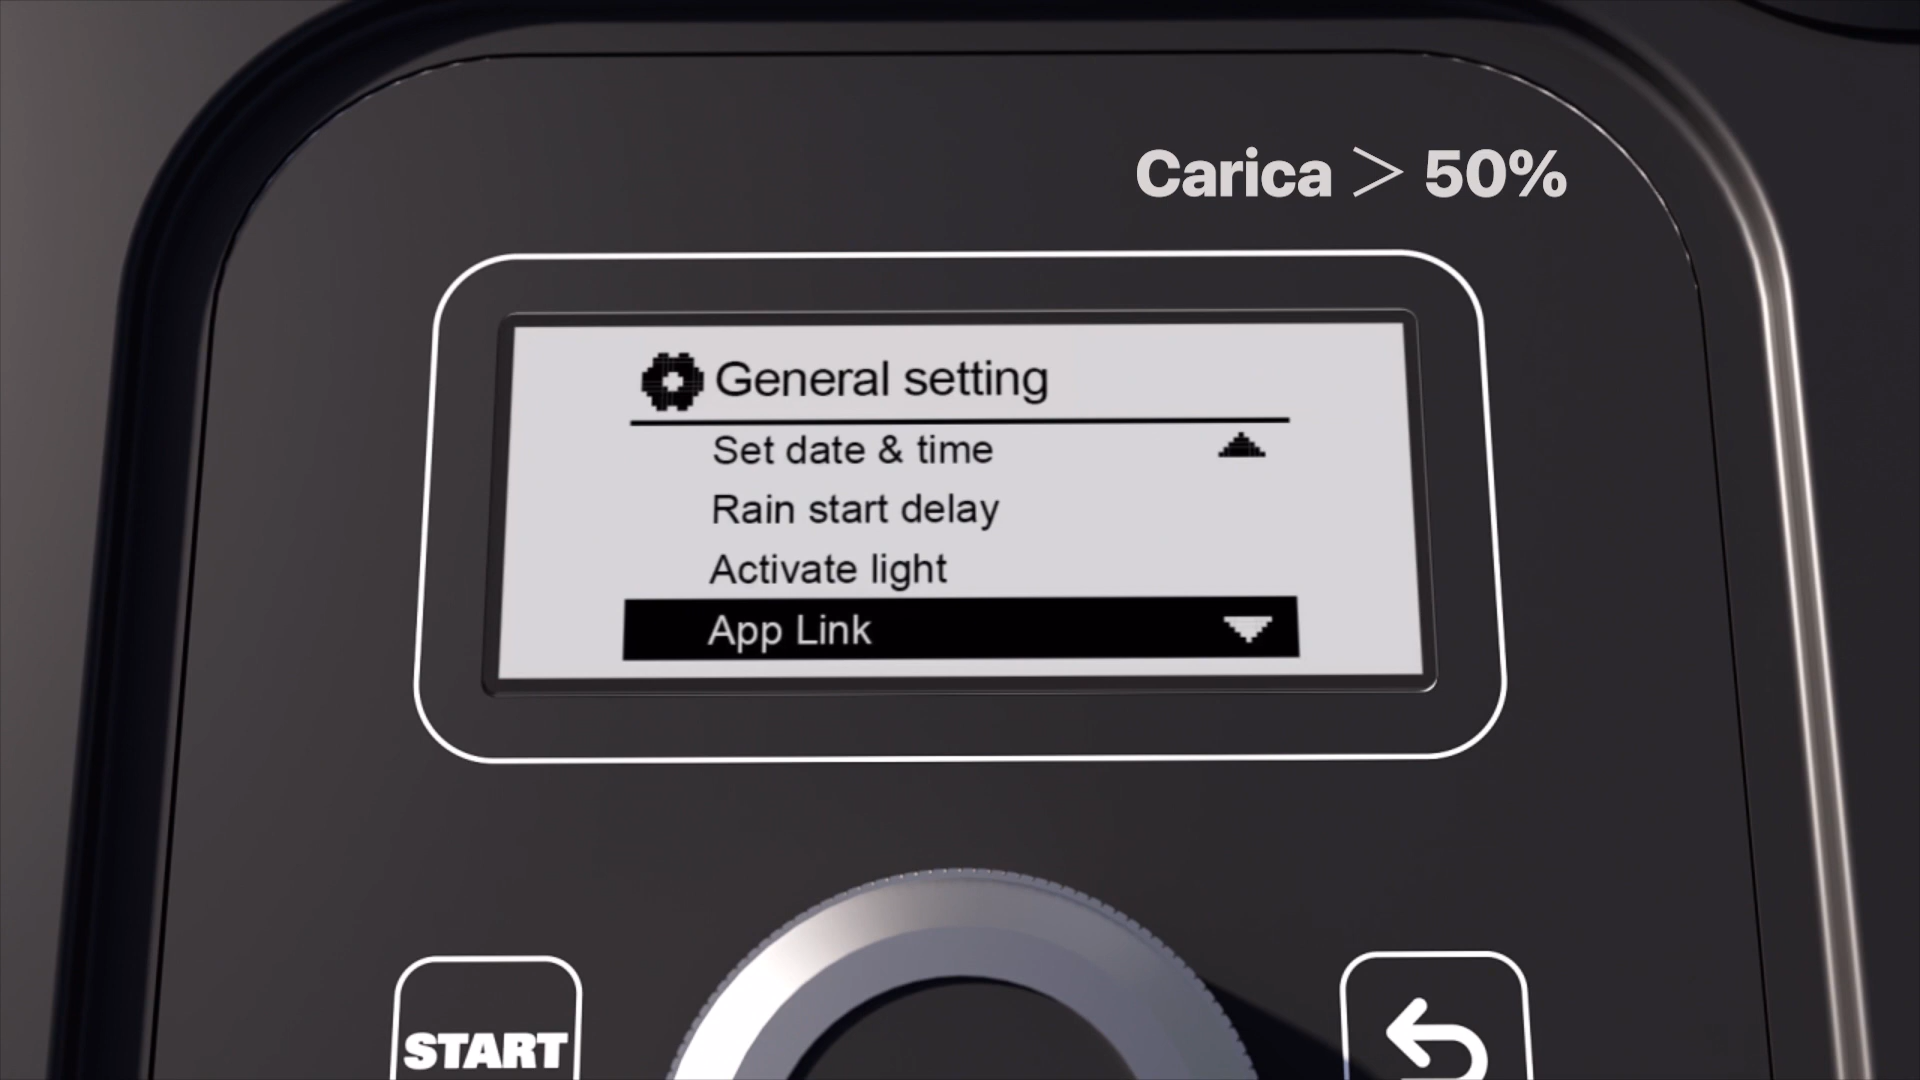 Carica > 50%
General setting
Set date & time
Rain start delay
Activate light
App Link
START